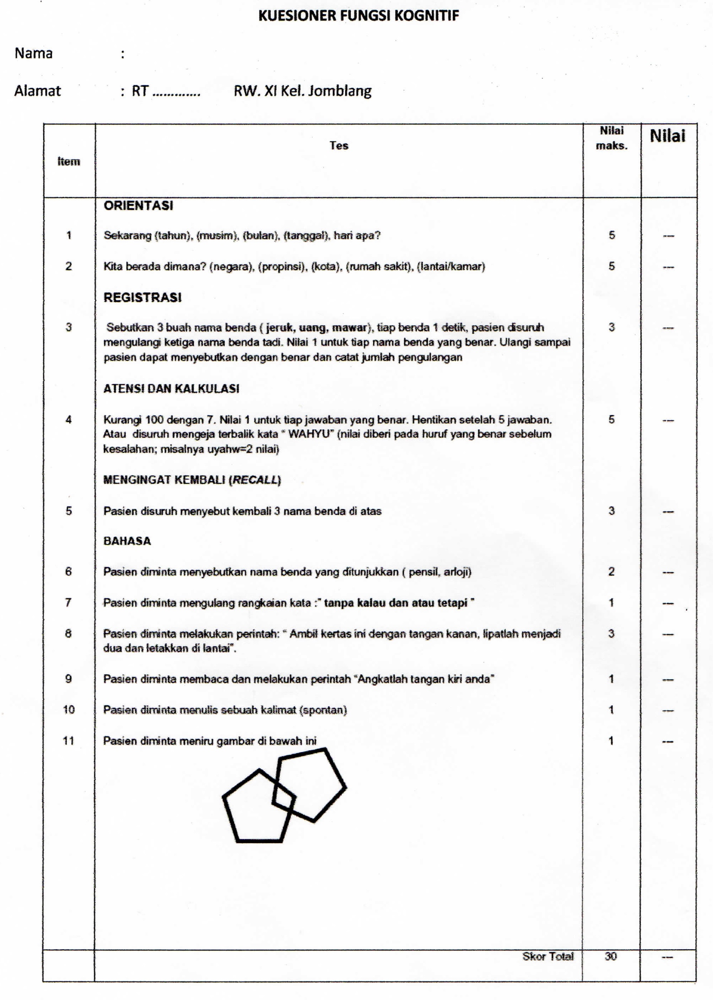 KUESIONER FUNGSI KOGNITIF
Nama :
Alamat : RT ............. RW. XI Kel. Jomblang
Item Tes Nilai maks. Nilai
ORIENTASI
1 Sekarang (tahun), (musim), (bulan), (tanggal), hari apa? 5 ---
2 Kita berada dimana? (negara), (propinsi), (kota), (rumah sakit), (lantai/kamar) 5 ---
REGISTRASI
3 Sebutkan 3 buah nama benda ( jeruk, uang, mawar), tiap benda 1 detik, pasien disuruh 3 ---
mengulangi ketiga nama benda tadi. Nilai 1 untuk tiap nama benda yang benar. Ulangi sampai
pasien dapat menyebutkan dengan benar dan catat jumlah pengulangan
ATENSI DAN KALKULASI
4 Kurangi 100 dengan 7. Nilai 1 untuk tiap jawaban yang benar. Hentikan setelah 5 jawaban. 5 ---
Atau disuruh mengeja terbalik kata “ WAHYU” (nilai diberi pada huruf yang benar sebelum
kesalahan; misalnya uyahw=2 nilai)
MENGINGAT KEMBALI (RECALL)
5 Pasien disuruh menyebut kembali 3 nama benda di atas 3 ---
BAHASA
6 Pasien diminta menyebutkan nama benda yang ditunjukkan ( pensil, arloji) 2 ---
7 Pasien diminta mengulang rangkaian kata :” tanpa kalau dan atau tetapi ” 1 ---
8 Pasien diminta melakukan perintah: “ Ambil kertas ini dengan tangan kanan, lipatlah menjadi 3 ---
dua dan letakkan di lantai”.
9 Pasien diminta membaca dan melakukan perintah “Angkatlah tangan kiri anda” 1 ---
10 Pasien diminta menulis sebuah kalimat (spontan) 1 ---
11 Pasien diminta meniru gambar di bawah ini 1 ---
Skor Total 30 ---